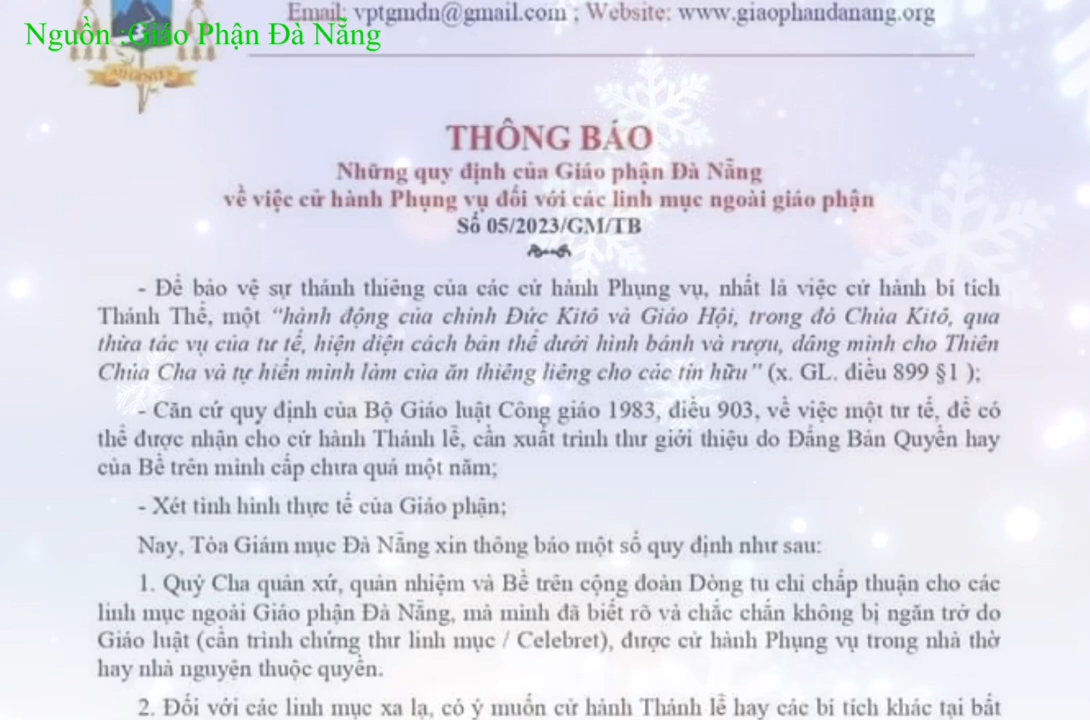 Email: vptgmdn@gmail.com ; Website: www.giaophandanang.org
Nguồn :Giáo Phận Đà Nẵng
AD GENTES
THÔNG BÁO
Những quy định của Giáo phận Đà Nẵng
về việc cử hành Phụng vụ đối với các linh mục ngoài giáo phận
Số 05/2023/GM/TB
- Để bảo vệ sự thánh thiêng của các cử hành Phụng vụ, nhất là việc cử hành bí tích
Thánh Thể, một “hành động của chính Đức Kitô và Giáo Hội, trong đó Chúa Kitô, qua
thừa tác vụ của tư tế, hiện diện cách bản thể dưới hình bánh và rượu, dâng mình cho Thiên
Chúa Cha và tự hiến mình làm của ăn thiêng liêng cho các tín hữu” (x. GL. điều 899 §1 );
- Căn cứ quy định của Bộ Giáo luật Công giáo 1983, điều 903, về việc một tư tế, để có
thể được nhận cho cử hành Thánh lễ, cần xuất trình thư giới thiệu do Đấng Bản Quyền hay
của Bề trên mình cấp chưa quá một năm;
- Xét tình hình thực tế của Giáo phận;
Nay, Tòa Giám mục Đà Nẵng xin thông báo một số quy định như sau:
1. Quý Cha quản xứ, quản nhiệm và Bề trên cộng đoàn Dòng tu chỉ chấp thuận cho các
linh mục ngoài Giáo phận Đà Nẵng, mà mình đã biết rõ và chắc chắn không bị ngăn trở do
Giáo luật (cần trình chứng thư linh mục / Celebret), được cử hành Phụng vụ trong nhà thờ
hay nhà nguyện thuộc quyền.
2. Đối với các linh mục xa lạ, có ý muốn cử hành Thánh lễ hay các bí tích khác tại bất